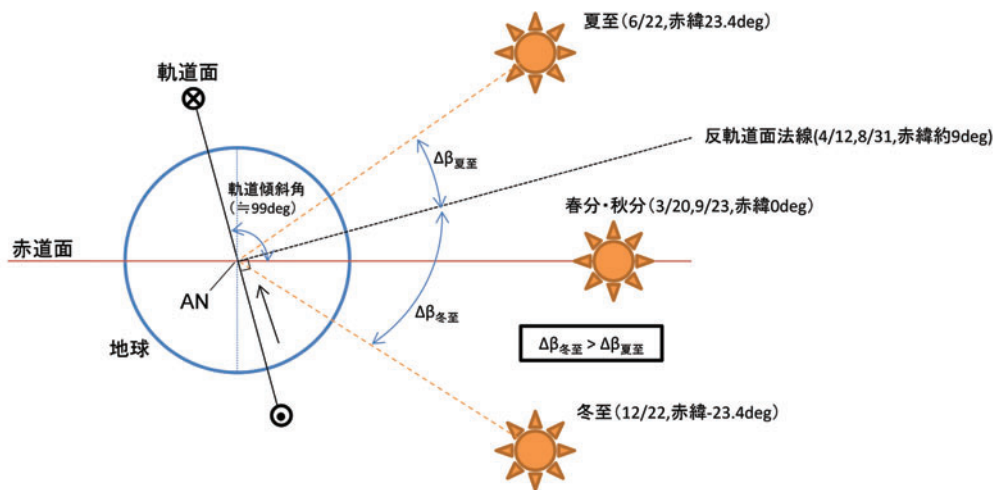 夏至(6/22,赤緯23.4deg)
軌道面
反軌道面法線(4/12,8/31,赤緯約9deg)
Δβ夏至
軌道傾斜角
(≒99deg)
春分・秋分(3/20,9/23,赤緯0deg)
赤道面
AN
Δβ冬至
地球
Δβ冬至 > Δβ夏至
冬至(12/22,赤緯-23.4deg)